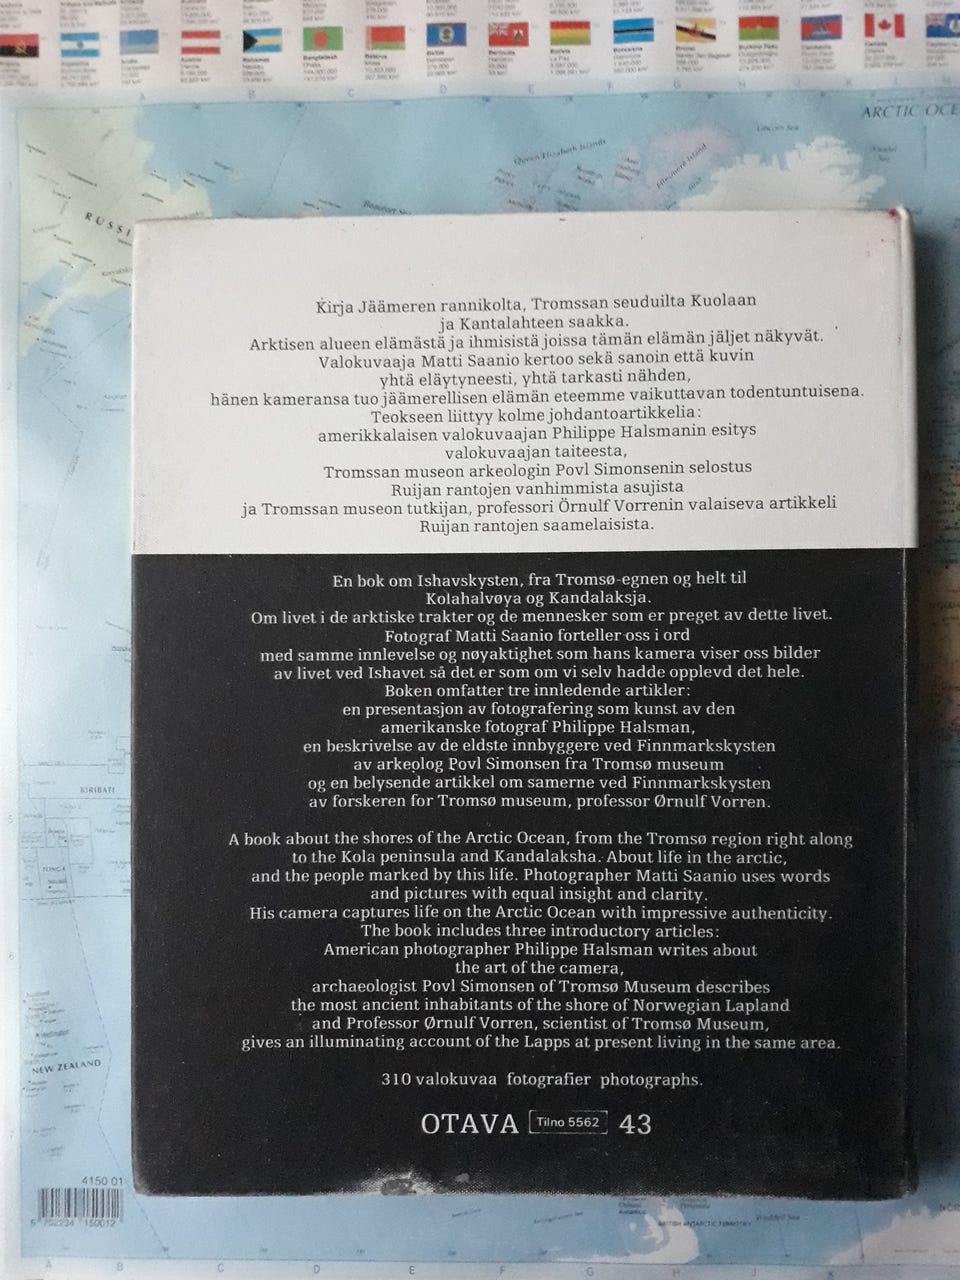 ARCTIC OCE
Lincoln Sea
Queen Elizabeth Islands
Ellesmere Island
RUSSI
Beaufort
Kirja Jäämeren rannikolta, Tromssan seuduilta Kuolaan
ja Kantalahteen saakka.
Arktisen alueen elämästä ja ihmisistä joissa tämän elämän jäljet näkyvät.
Valokuvaaja Matti Saanio kertoo sekä sanoin että kuvin
yhtä eläytyneesti, yhtä tarkasti nähden,
hänen kameransa tuo jäämerellisen elämän eteemme vaikuttavan todentuntuisena.
Teokseen liittyy kolme johdantoartikkelia:
amerikkalaisen valokuvaajan Philippe Halsmanin esitys
valokuvaajan taiteesta,
Tromssan museon arkeologin Povl Simonsenin selostus
Ruijan rantojen vanhimmista asujista
ja Tromssan museon tutkijan, professori Örnulf Vorrenin valaiseva artikkeli
Ruijan rantojen saamelaisista.
En bok om Ishavskysten, fra Tromsø-egnen og helt til
Kolahalvøya og Kandalaksja.
Om livet i de arktiske trakter og de mennesker som er preget av dette livet.
Fotograf Matti Saanio forteller oss i ord
med samme innlevelse og nøyaktighet som hans kamera viser oss bilder
av livet ved Ishavet så det er som om vi selv hadde opplevd det hele.
Boken omfatter tre innledende artikler:
en presentasjon av fotografering som kunst av den
amerikanske fotograf Philippe Halsman,
en beskrivelse av de eldste innbyggere ved Finnmarkskysten
av arkeolog Povl Simonsen fra Tromsø museum
og en belysende artikkel om samerne ved Finnmarkskysten
av forskeren for Tromsø museum, professor Ørnulf Vorren.
A book about the shores of the Arctic Ocean, from the Tromsø region right along
to the Kola peninsula and Kandalaksha. About life in the arctic,
and the people marked by this life. Photographer Matti Saanio uses words
and pictures with equal insight and clarity.
His camera captures life on the Arctic Ocean with impressive authenticity.
The book includes three introductory articles:
American photographer Philippe Halsman writes about
the art of the camera,
archaeologist Povl Simonsen of Tromsø Museum describes
the most ancient inhabitants of the shore of Norwegian Lapland
and Professor Ørnulf Vorren, scientist of Tromsø Museum,
gives an illuminating account of the Lapps at present living in the same area.
310 valokuvaa fotografier photographs.
OTAVA Tilno 5562 43
KIRIBATI
TONGA
NEW ZEALAND
4150 01
5 702234 150012